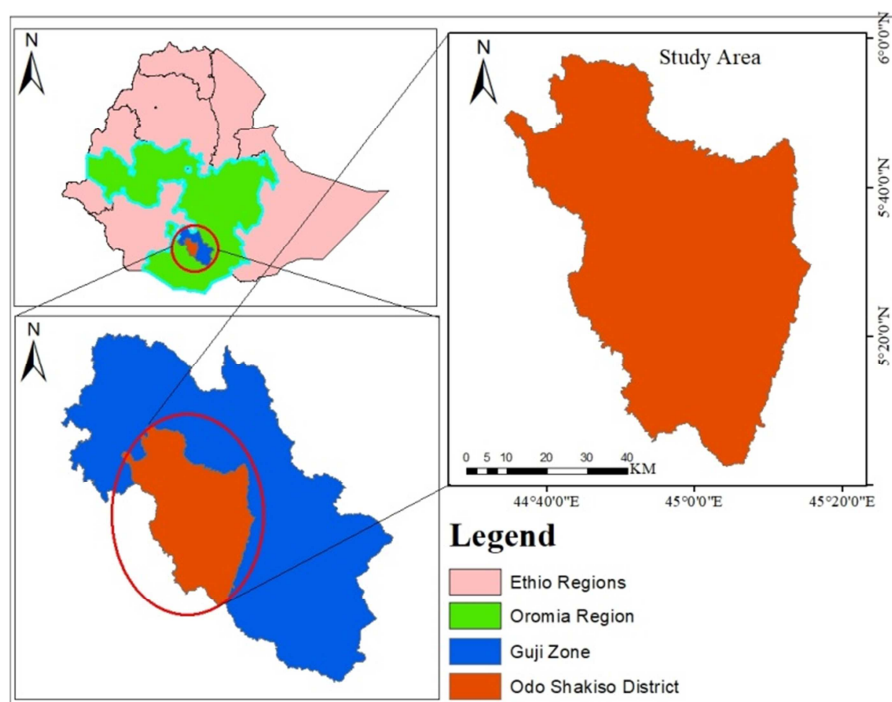 N
N
Study Area
6°0'0"N
5°40'0"N
5°20'0"N
0 5 10 20 30 40
KM
44°40'0"E 45°0'0"E 45°20'0"E
N
Legend
Ethio Regions
Oromia Region
Guji Zone
Odo Shakiso District